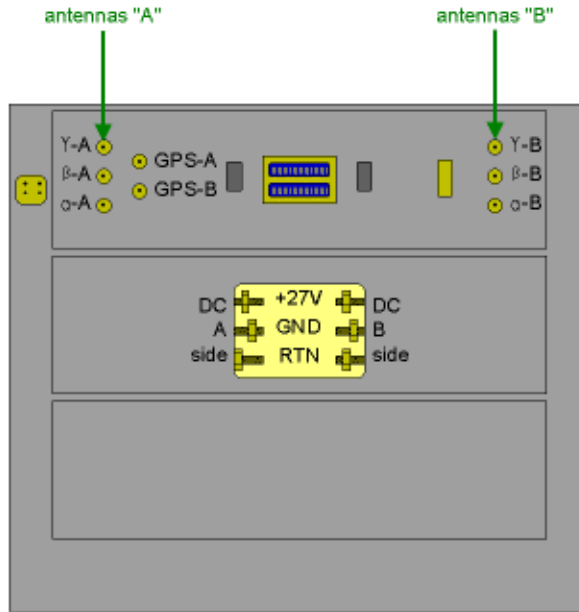 antennas "A"
antennas "B"
γ-A
GPS-A
γ-B
β-A
β-B
GPS-B
α-A
α-B
DC +27V DC
A GND B
side RTN side